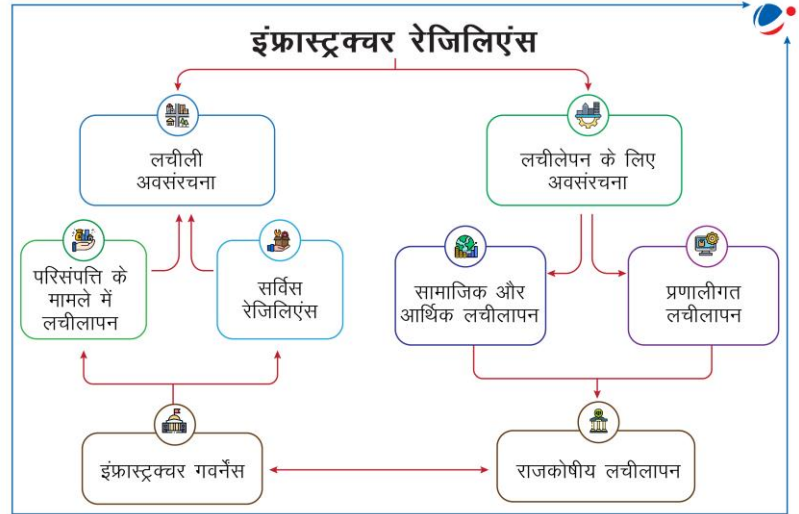 इंफ्रास्ट्रक्चर रेजिलिएंस
लचीली
अवसंरचना
लचीलेपन के लिए
अवसंरचना
परिसंपत्ति के
मामले में
लचीलापन
सर्विस
रेजिलिएंस
सामाजिक और
आर्थिक लचीलापन
प्रणालीगत
लचीलापन
इंफ्रास्ट्रक्चर गवर्नेंस
राजकोषीय लचीलापन